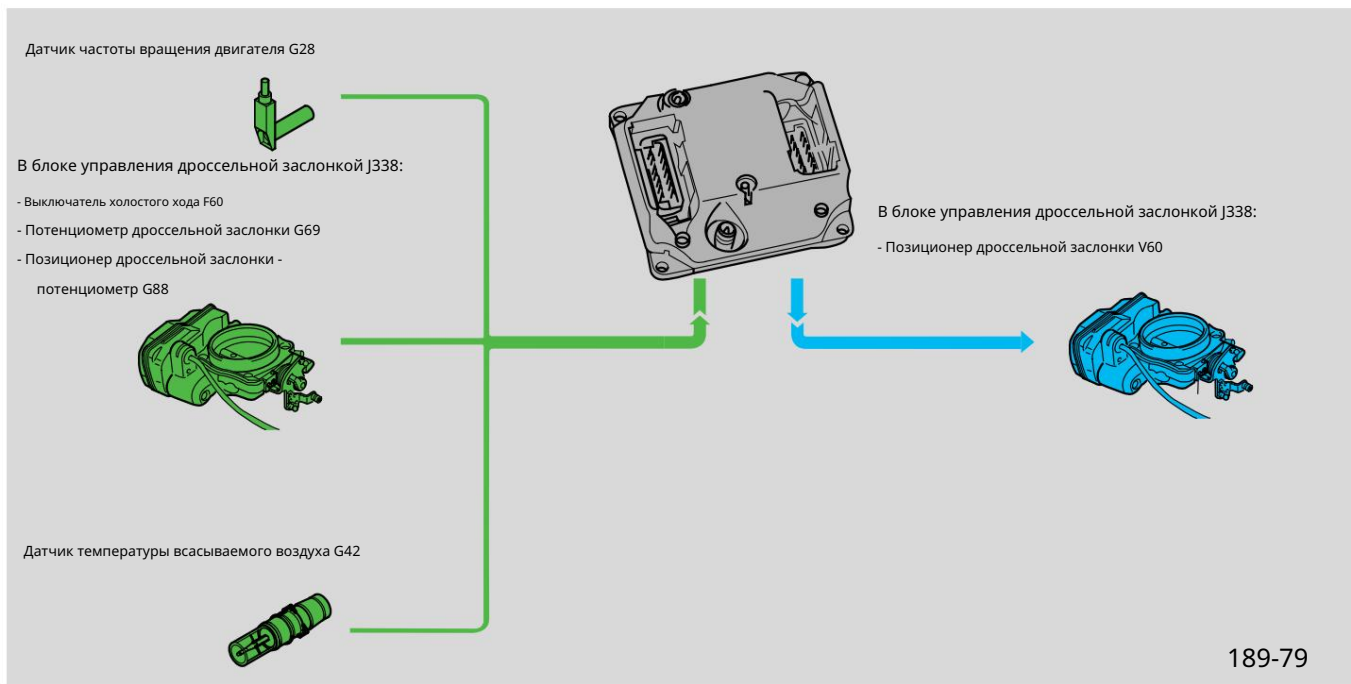 Датчик частоты вращения двигателя G28
В блоке управления дроссельной заслонкой J338:
- Выключатель холостого хода F60
- Потенциометр дроссельной заслонки G69
- Позиционер дроссельной заслонки -
потенциометр G88
В блоке управления дроссельной заслонкой J338:
- Позиционер дроссельной заслонки V60
Датчик температуры всасываемого воздуха G42
189-79